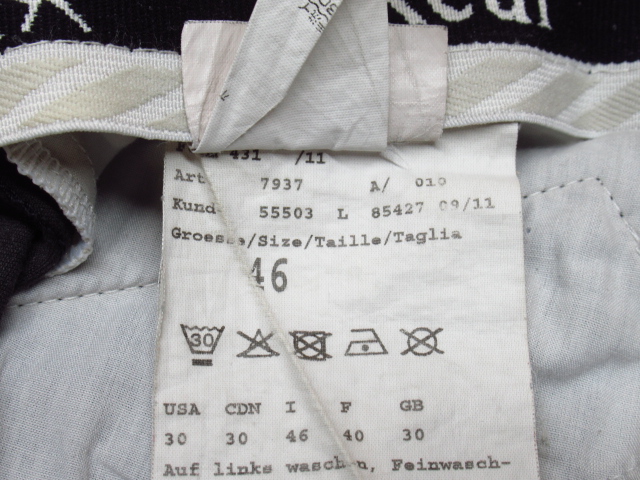 431 /11
Art 7937 A/ 010
Kund 55503 L 85427 09/11
Groesse/Size/Taille/Taglia
46
30
USA CDN I F GB
30 30 46 40 30
Auf links waschen, Feinwasch-